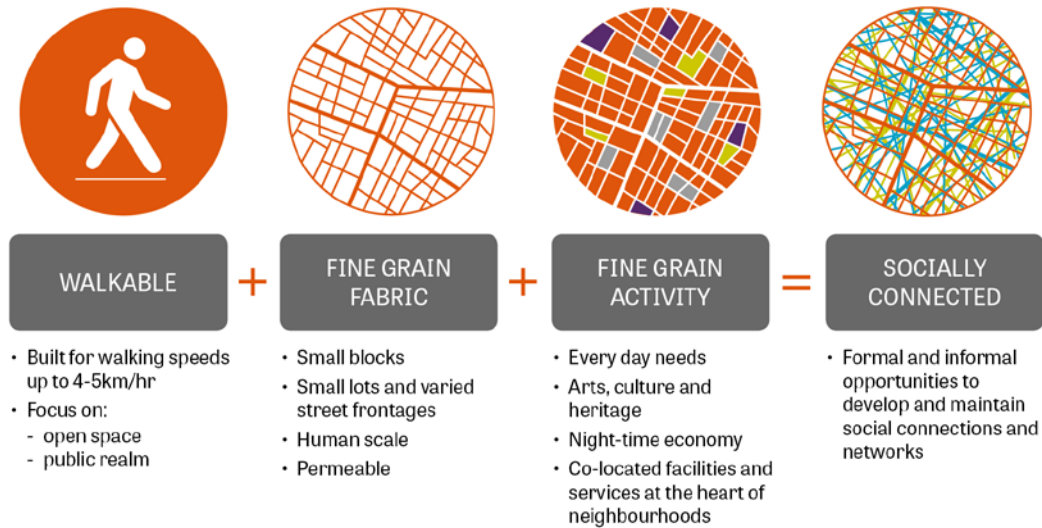 WALKABLE
+
FINE GRAIN
FABRIC
+
FINE GRAIN
ACTIVITY
=
SOCIALLY
CONNECTED
• Built for walking speeds
up to 4-5km/hr
• Focus on:
- open space
- public realm
• Small blocks
• Small lots and varied
street frontages
• Human scale
• Permeable
• Every day needs
• Arts, culture and
heritage
• Night-time economy
• Co-located facilities and
services at the heart of
neighbourhoods
• Formal and informal
opportunities to
develop and maintain
social connections and
networks